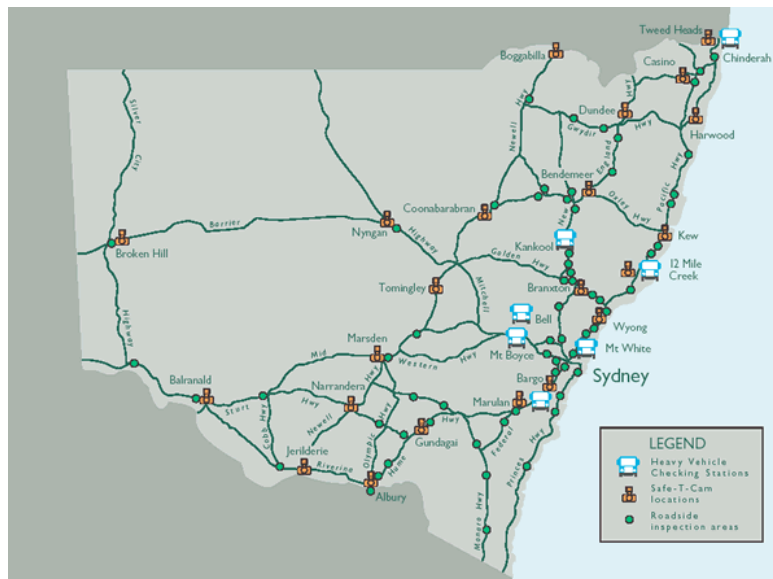 Tweed Heads
Boggabilla
Chinderah
Casino
Silver
City
Highway
Newell
Hwy
Dundee
Hwy
Gwydir
Hwy
Harwood
England
Bendemeer
Oxley
Hwy
Pacific
Hwy
New
Coonabarabran
Barrier
Nyngan
Highway
Kew
Broken Hill
Kankool
Golden
Hwy
12 Mile
Creek
Tomingley
Mitchell
Branxton
Bell
Wyong
Marsden
Mid
Western
Hwy
Mt Boyce
Mt White
Sydney
Bargo
Balranald
Narrandera
Hwy
Marulan
Sturt
Hwy
Cobb Hwy
Newell
Olympic
Hwy
Hume
Hwy
Gundagai
Federal
Princes
Hwy
Jerilderie
Riverine
Albury
Monaro Hwy
LEGEND
Heavy Vehicle
Checking Stations
Safe-T-Cam
locations
Roadside
inspection areas